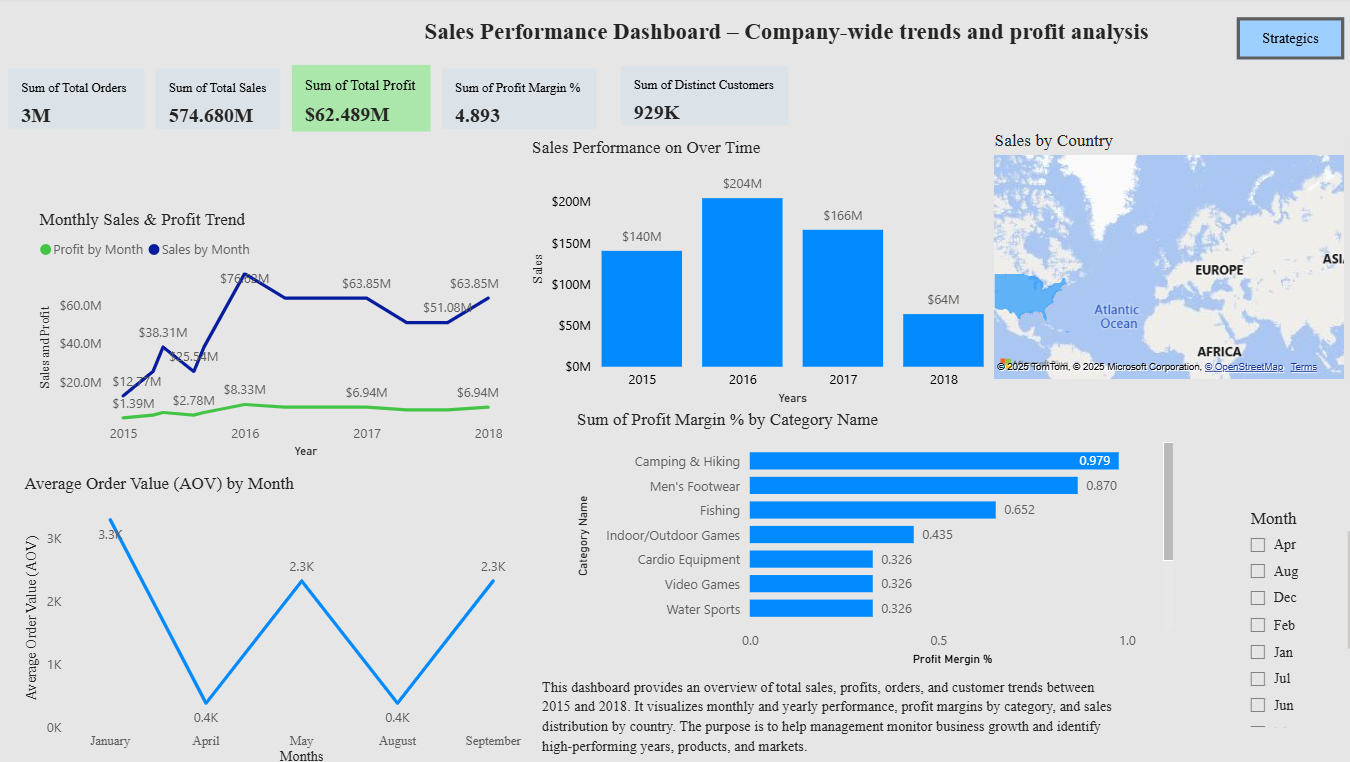 Sales Performance Dashboard – Company-wide trends and profit analysis
Strategics
Sum of Total Orders
3M
Sum of Total Sales
574.680M
Sum of Total Profit
$62.489M
Sum of Profit Margin %
4.893
Sum of Distinct Customers
929K
Monthly Sales & Profit Trend
Profit by Month
Sales by Month
Sales and Profit
$60.0M
$40.0M
$20.0M
$12.77M
$38.31M
$25.54M
$76.63M
$63.85M
$51.08M
$63.85M
$1.39M
$2.78M
$8.33M
$6.94M
$6.94M
2015
2016
2017
2018
Year
Sales Performance on Over Time
Sales
$200M
$150M
$100M
$50M
$0M
$140M
$204M
$166M
$64M
2015
2016
2017
2018
Years
Sales by Country
EUROPE
ASI
Atlantic
Ocean
AFRICA
© 2025 TomTom, © 2025 Microsoft Corporation, © OpenStreetMap Terms
Average Order Value (AOV) by Month
Average Order Value (AOV)
3K
2K
1K
0K
3.3K
0.4K
2.3K
0.4K
2.3K
January
April
May
August
September
Months
Sum of Profit Margin % by Category Name
Category Name
Camping & Hiking 0.979
Men's Footwear 0.870
Fishing 0.652
Indoor/Outdoor Games 0.435
Cardio Equipment 0.326
Video Games 0.326
Water Sports 0.326
0.0
0.5
1.0
Profit Mergin %
This dashboard provides an overview of total sales, profits, orders, and customer trends between
2015 and 2018. It visualizes monthly and yearly performance, profit margins by category, and sales
distribution by country. The purpose is to help management monitor business growth and identify
high-performing years, products, and markets.
Month
Apr
Aug
Dec
Feb
Jan
Jul
Jun